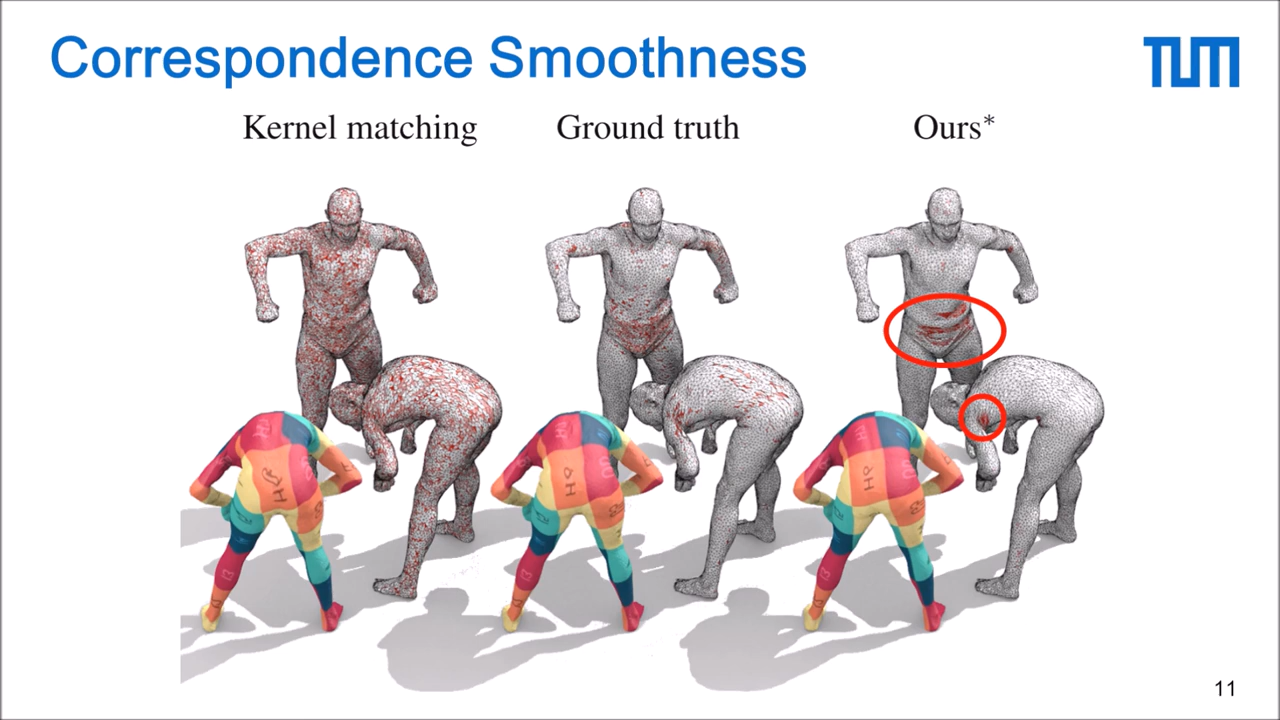 Correspondence Smoothness
TUM
Kernel matching
Ground truth
Ours*
11